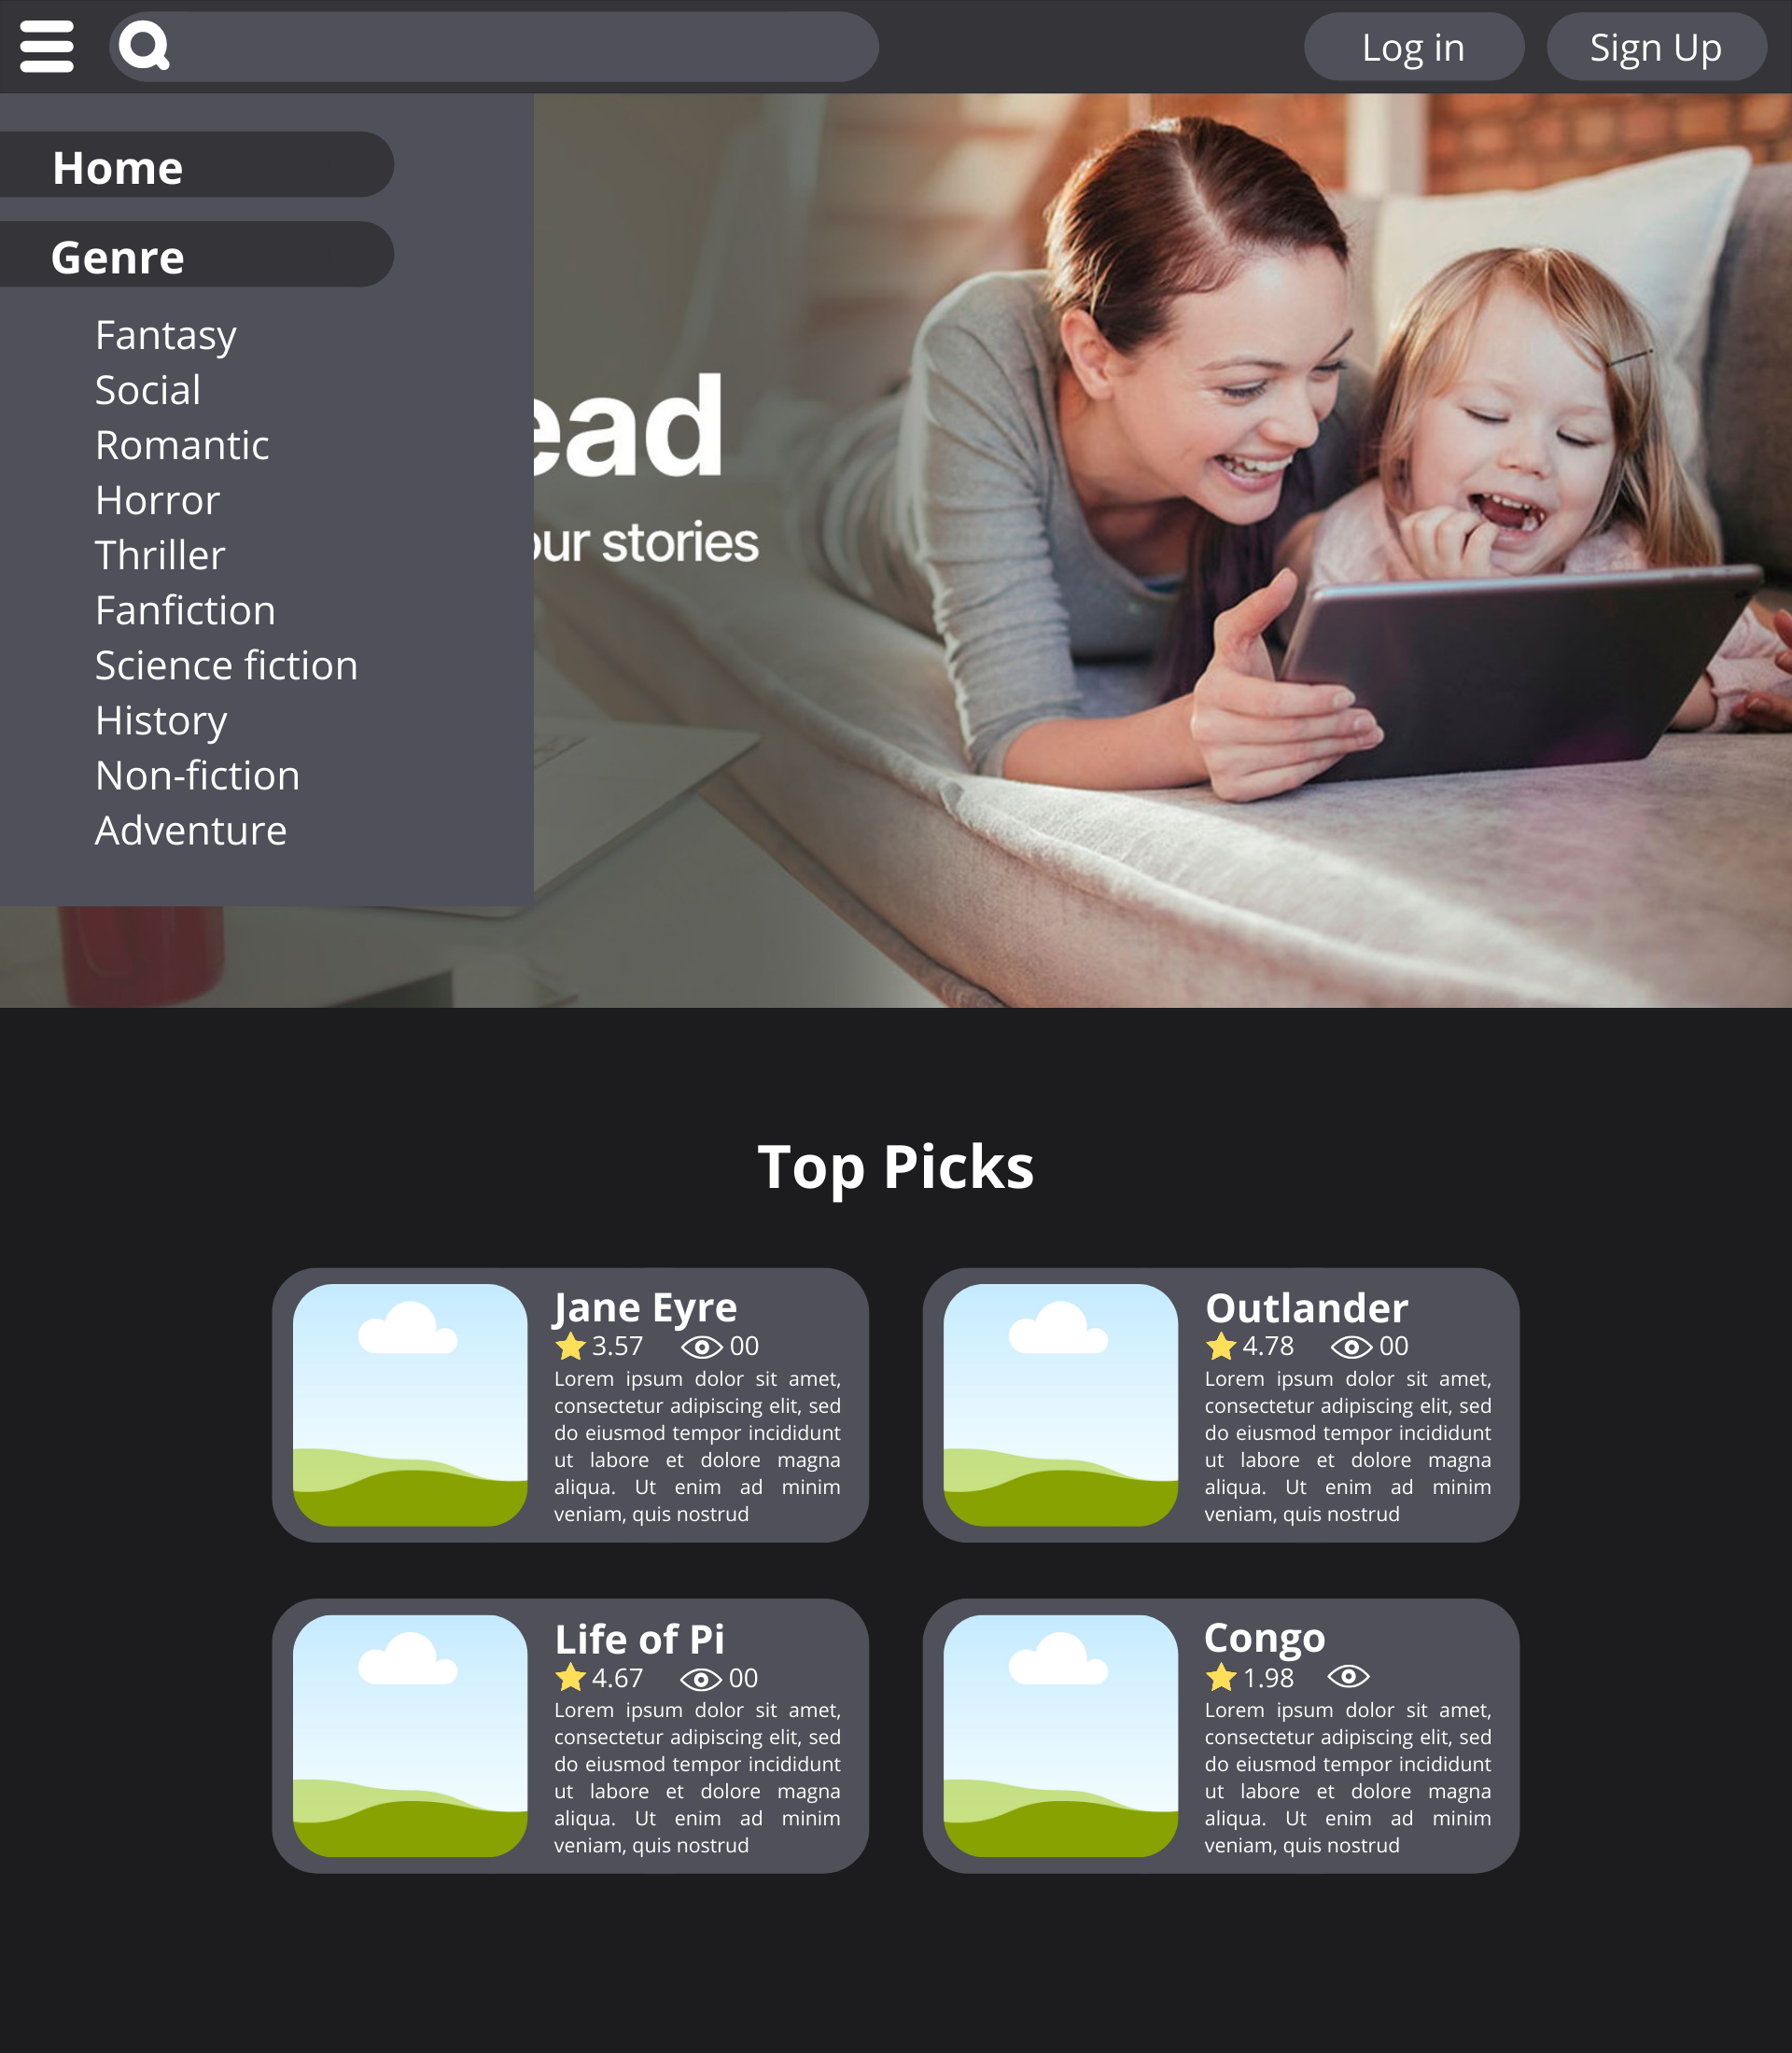 Log in
Sign Up
Home
Genre
Fantasy
Social
Romantic
Horror
Thriller
Fanfiction
Science fiction
History
Non-fiction
Adventure
ead
our stories
Top Picks
Jane Eyre
3.57 00
Lorem ipsum dolor sit amet,
consectetur adipiscing elit, sed
do eiusmod tempor incididunt
ut labore et dolore magna
aliqua. Ut enim ad minim
veniam, quis nostrud
Outlander
4.78 00
Lorem ipsum dolor sit amet,
consectetur adipiscing elit, sed
do eiusmod tempor incididunt
ut labore et dolore magna
aliqua. Ut enim ad minim
veniam, quis nostrud
Life of Pi
4.67 00
Lorem ipsum dolor sit amet,
consectetur adipiscing elit, sed
do eiusmod tempor incididunt
ut labore et dolore magna
aliqua. Ut enim ad minim
veniam, quis nostrud
Congo
1.98
Lorem ipsum dolor sit amet,
consectetur adipiscing elit, sed
do eiusmod tempor incididunt
ut labore et dolore magna
aliqua. Ut enim ad minim
veniam, quis nostrud